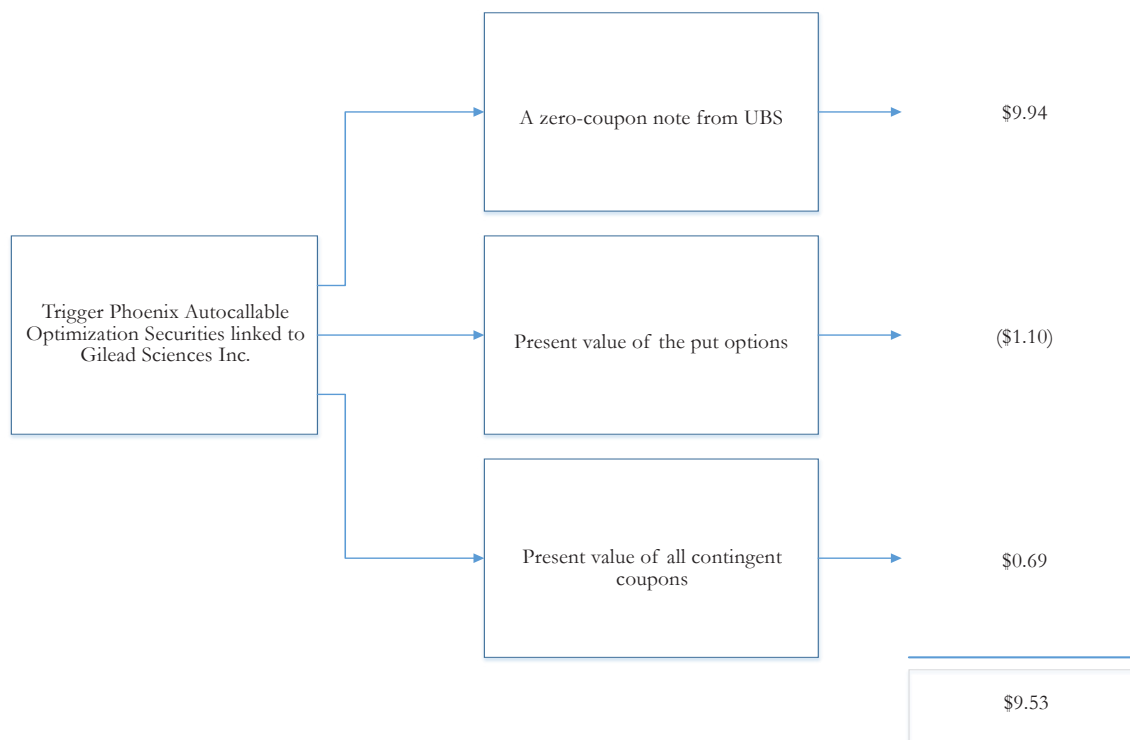 A zero-coupon note from UBS
$9.94
Trigger Phoenix Autocallable
Optimization Securities linked to
Gilead Sciences Inc.
Present value of the put options
($1.10)
Present value of all contingent
coupons
$0.69
$9.53